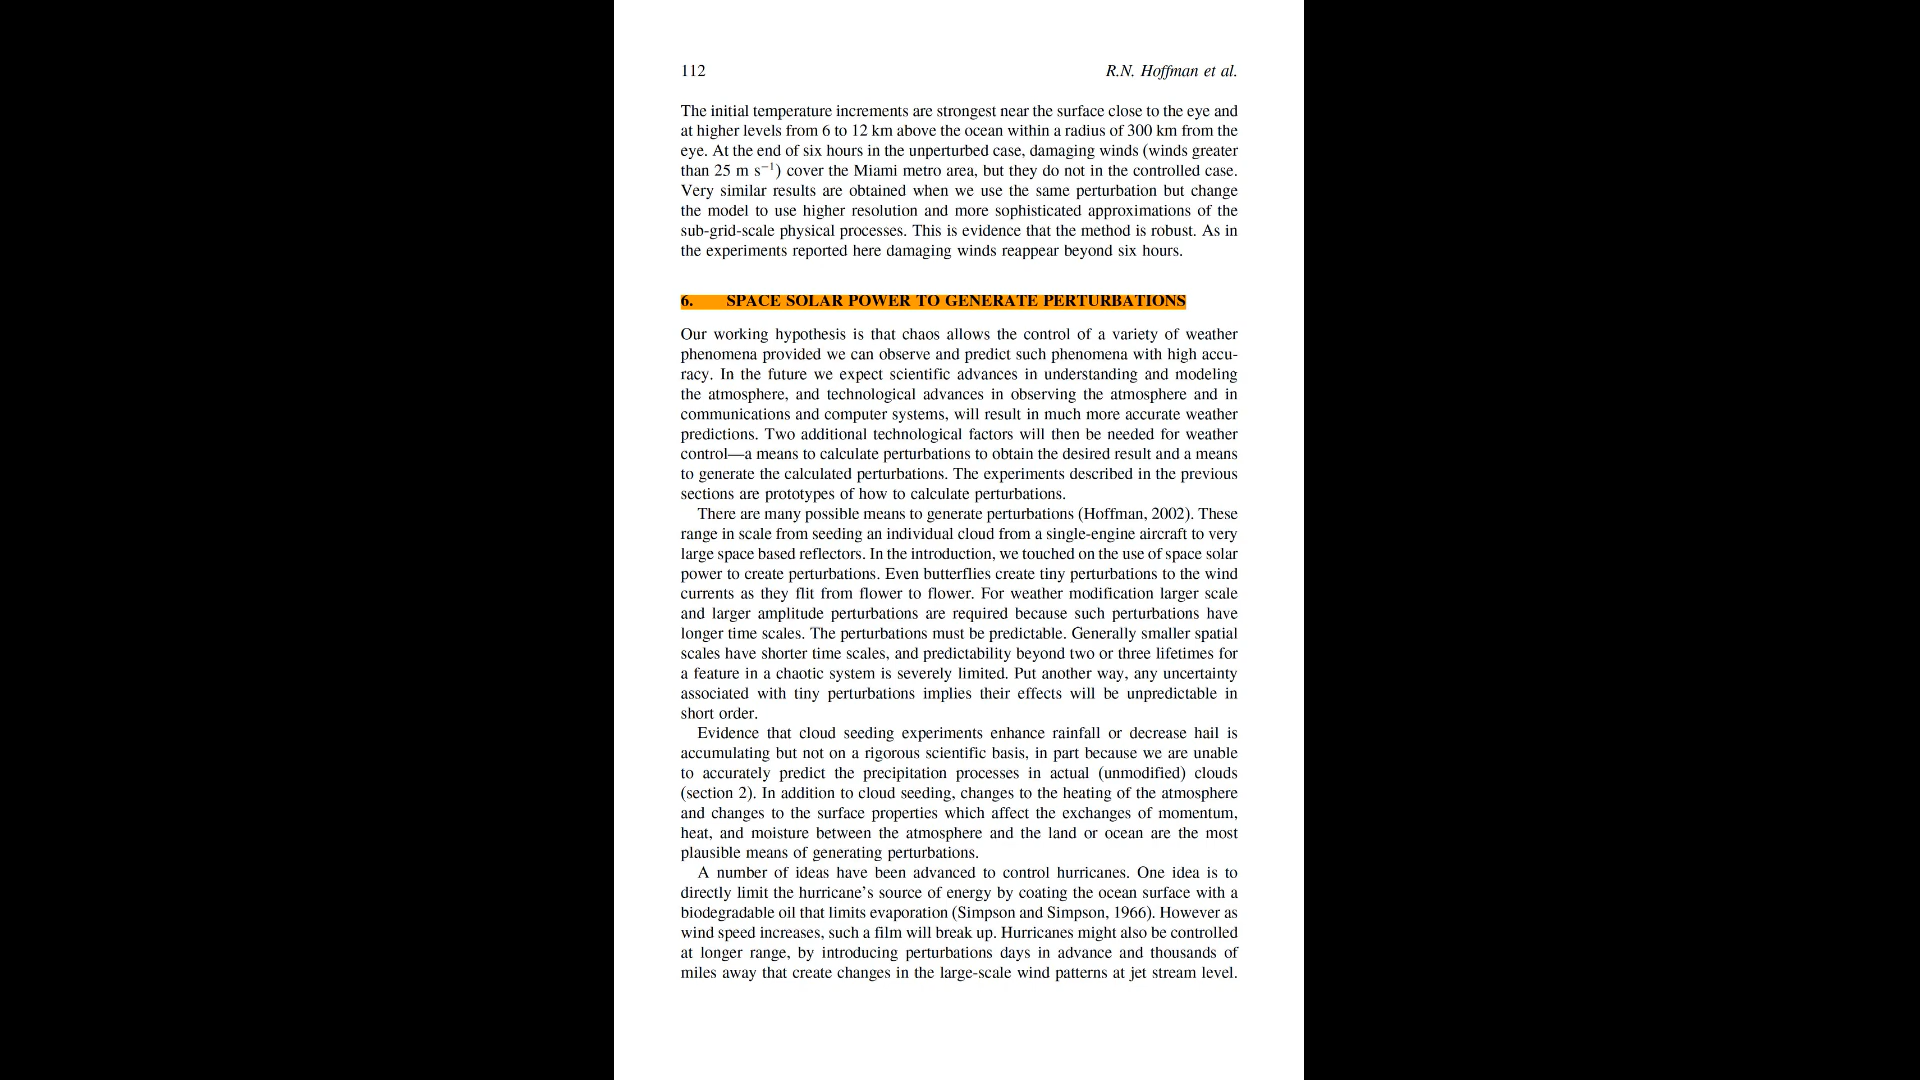 112 R.N. Hoffman et al.
The initial temperature increments are strongest near the surface close to the eye and
at higher levels from 6 to 12 km above the ocean within a radius of 300 km from the
eye. At the end of six hours in the unperturbed case, damaging winds (winds greater
than 25 m s⁻¹) cover the Miami metro area, but they do not in the controlled case.
Very similar results are obtained when we use the same perturbation but change
the model to use higher resolution and more sophisticated approximations of the
sub-grid-scale physical processes. This is evidence that the method is robust. As in
the experiments reported here damaging winds reappear beyond six hours.
6. SPACE SOLAR POWER TO GENERATE PERTURBATIONS
Our working hypothesis is that chaos allows the control of a variety of weather
phenomena provided we can observe and predict such phenomena with high accu-
racy. In the future we expect scientific advances in understanding and modeling
the atmosphere, and technological advances in observing the atmosphere and in
communications and computer systems, will result in much more accurate weather
predictions. Two additional technological factors will then be needed for weather
control—a means to calculate perturbations to obtain the desired result and a means
to generate the calculated perturbations. The experiments described in the previous
sections are prototypes of how to calculate perturbations.
There are many possible means to generate perturbations (Hoffman, 2002). These
range in scale from seeding an individual cloud from a single-engine aircraft to very
large space based reflectors. In the introduction, we touched on the use of space solar
power to create perturbations. Even butterflies create tiny perturbations to the wind
currents as they flit from flower to flower. For weather modification larger scale
and larger amplitude perturbations are required because such perturbations have
longer time scales. The perturbations must be predictable. Generally smaller spatial
scales have shorter time scales, and predictability beyond two or three lifetimes for
a feature in a chaotic system is severely limited. Put another way, any uncertainty
associated with tiny perturbations implies their effects will be unpredictable in
short order.
Evidence that cloud seeding experiments enhance rainfall or decrease hail is
accumulating but not on a rigorous scientific basis, in part because we are unable
to accurately predict the precipitation processes in actual (unmodified) clouds
(section 2). In addition to cloud seeding, changes to the heating of the atmosphere
and changes to the surface properties which affect the exchanges of momentum,
heat, and moisture between the atmosphere and the land or ocean are the most
plausible means of generating perturbations.
A number of ideas have been advanced to control hurricanes. One idea is to
directly limit the hurricane's source of energy by coating the ocean surface with a
biodegradable oil that limits evaporation (Simpson and Simpson, 1966). However as
wind speed increases, such a film will break up. Hurricanes might also be controlled
at longer range, by introducing perturbations days in advance and thousands of
miles away that create changes in the large-scale wind patterns at jet stream level.